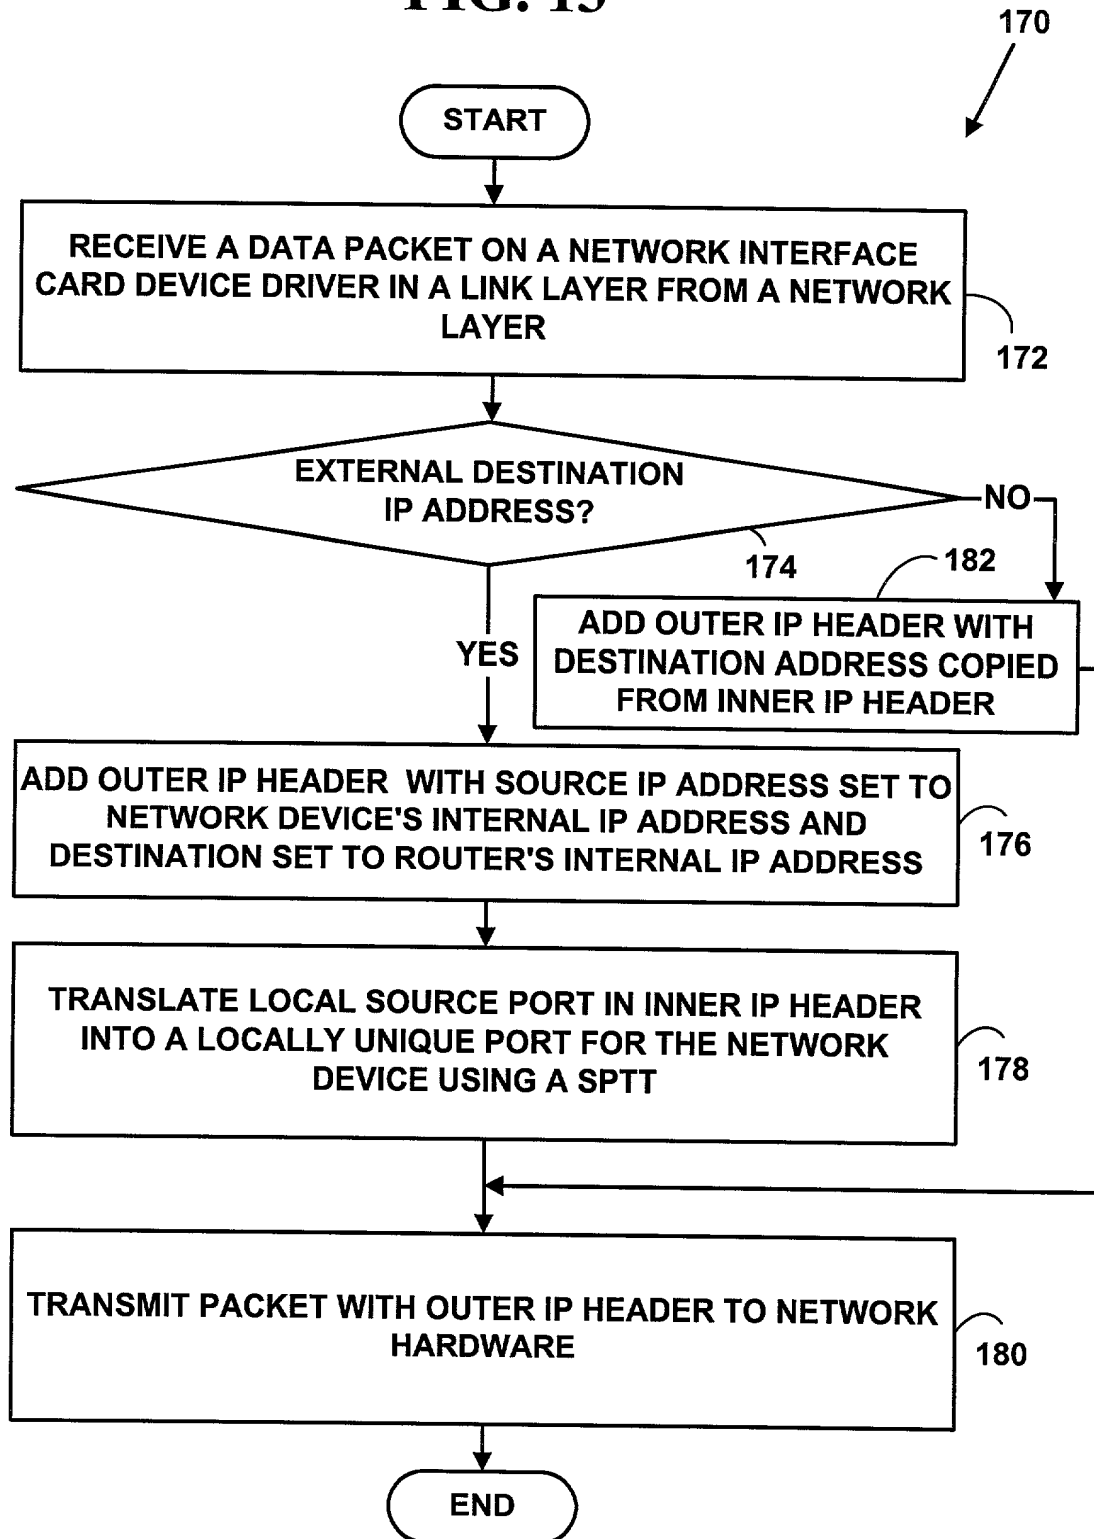 FIG. 13
170
START
RECEIVE A DATA PACKET ON A NETWORK INTERFACE
CARD DEVICE DRIVER IN A LINK LAYER FROM A NETWORK
LAYER
172
EXTERNAL DESTINATION
IP ADDRESS?
NO
174
182
ADD OUTER IP HEADER WITH
DESTINATION ADDRESS COPIED
FROM INNER IP HEADER
YES
ADD OUTER IP HEADER WITH SOURCE IP ADDRESS SET TO
NETWORK DEVICE'S INTERNAL IP ADDRESS AND
DESTINATION SET TO ROUTER'S INTERNAL IP ADDRESS
176
TRANSLATE LOCAL SOURCE PORT IN INNER IP HEADER
INTO A LOCALLY UNIQUE PORT FOR THE NETWORK
DEVICE USING A SPTT
178
TRANSMIT PACKET WITH OUTER IP HEADER TO NETWORK
HARDWARE
180
END